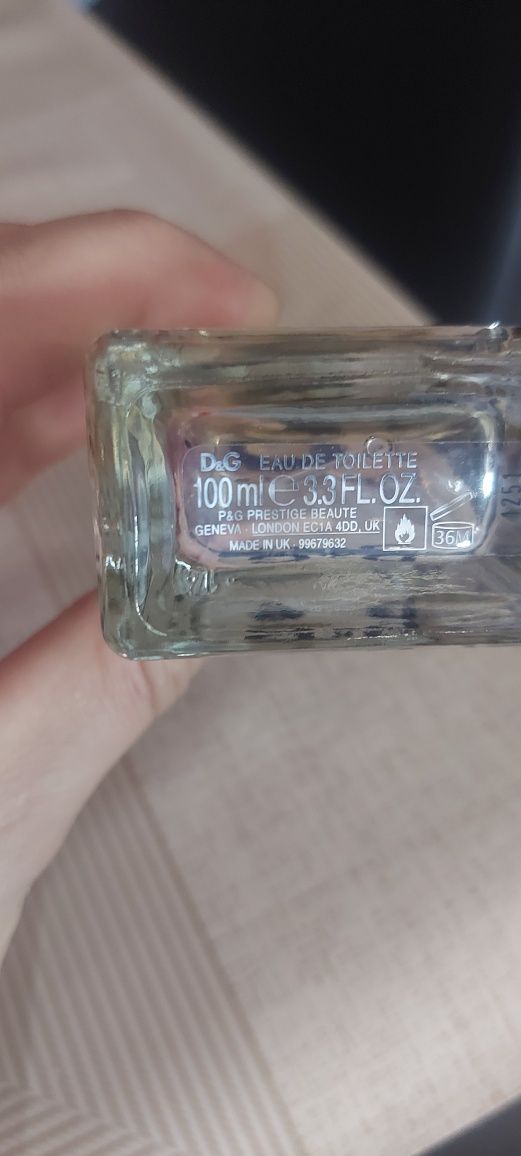 D&G EAU DE TOILETTE
100 ml ℮ 3.3 FL. OZ.
P&G PRESTIGE BEAUTE
GENEVA · LONDON EC1A 4DD, UK
MADE IN UK · 99679632
36M
1251